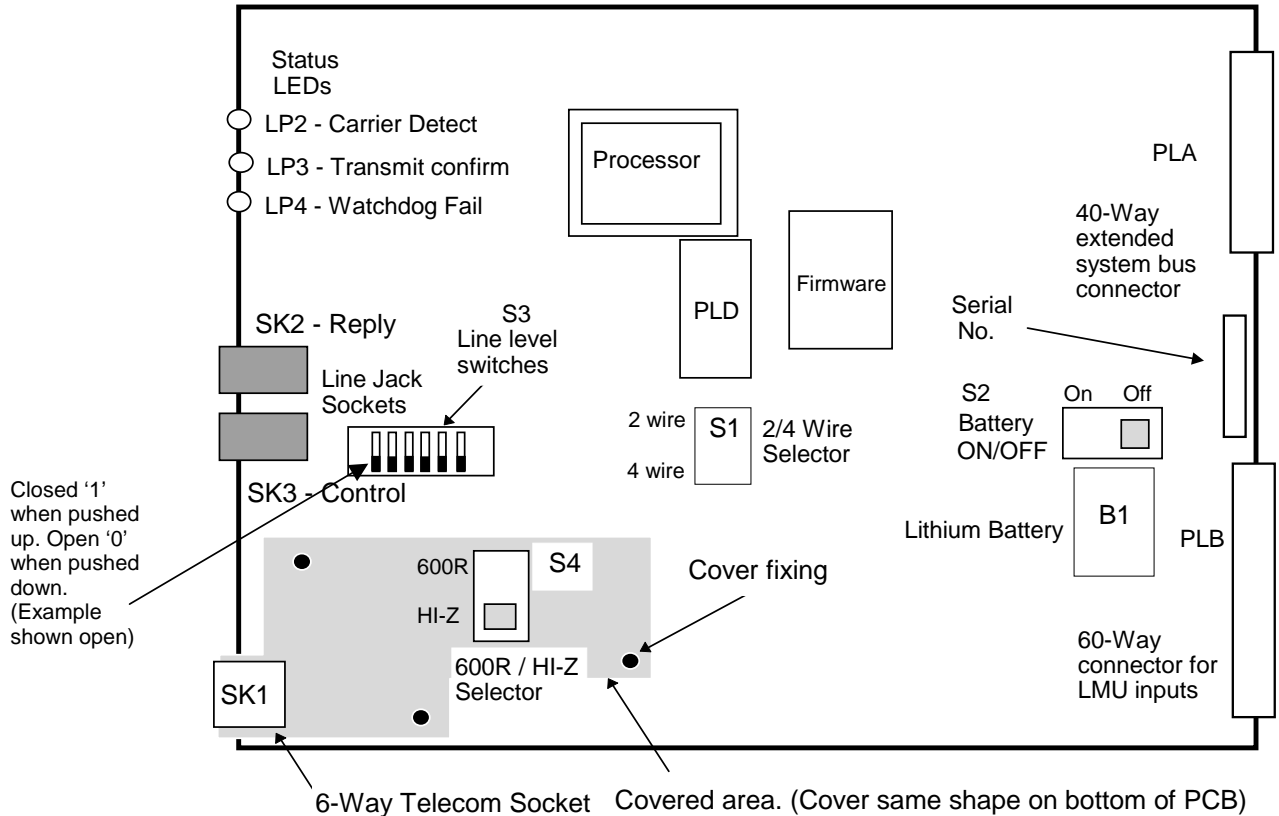 Status
LEDs
LP2 - Carrier Detect
LP3 - Transmit confirm
LP4 - Watchdog Fail
Processor
PLD
Firmware
PLA
40-Way
extended
system bus
connector
Serial
No.
SK2 - Reply
Line Jack
Sockets
S3
Line level
switches
SK3 - Control
2 wire
4 wire
S1
2/4 Wire
Selector
S2
Battery
ON/OFF
On
Off
Lithium Battery
B1
PLB
60-Way
connector for
LMU inputs
Closed ‘1’
when pushed
up. Open ‘0’
when pushed
down.
(Example
shown open)
600R
HI-Z
S4
600R / HI-Z
Selector
Cover fixing
SK1
6-Way Telecom Socket
Covered area. (Cover same shape on bottom of PCB)